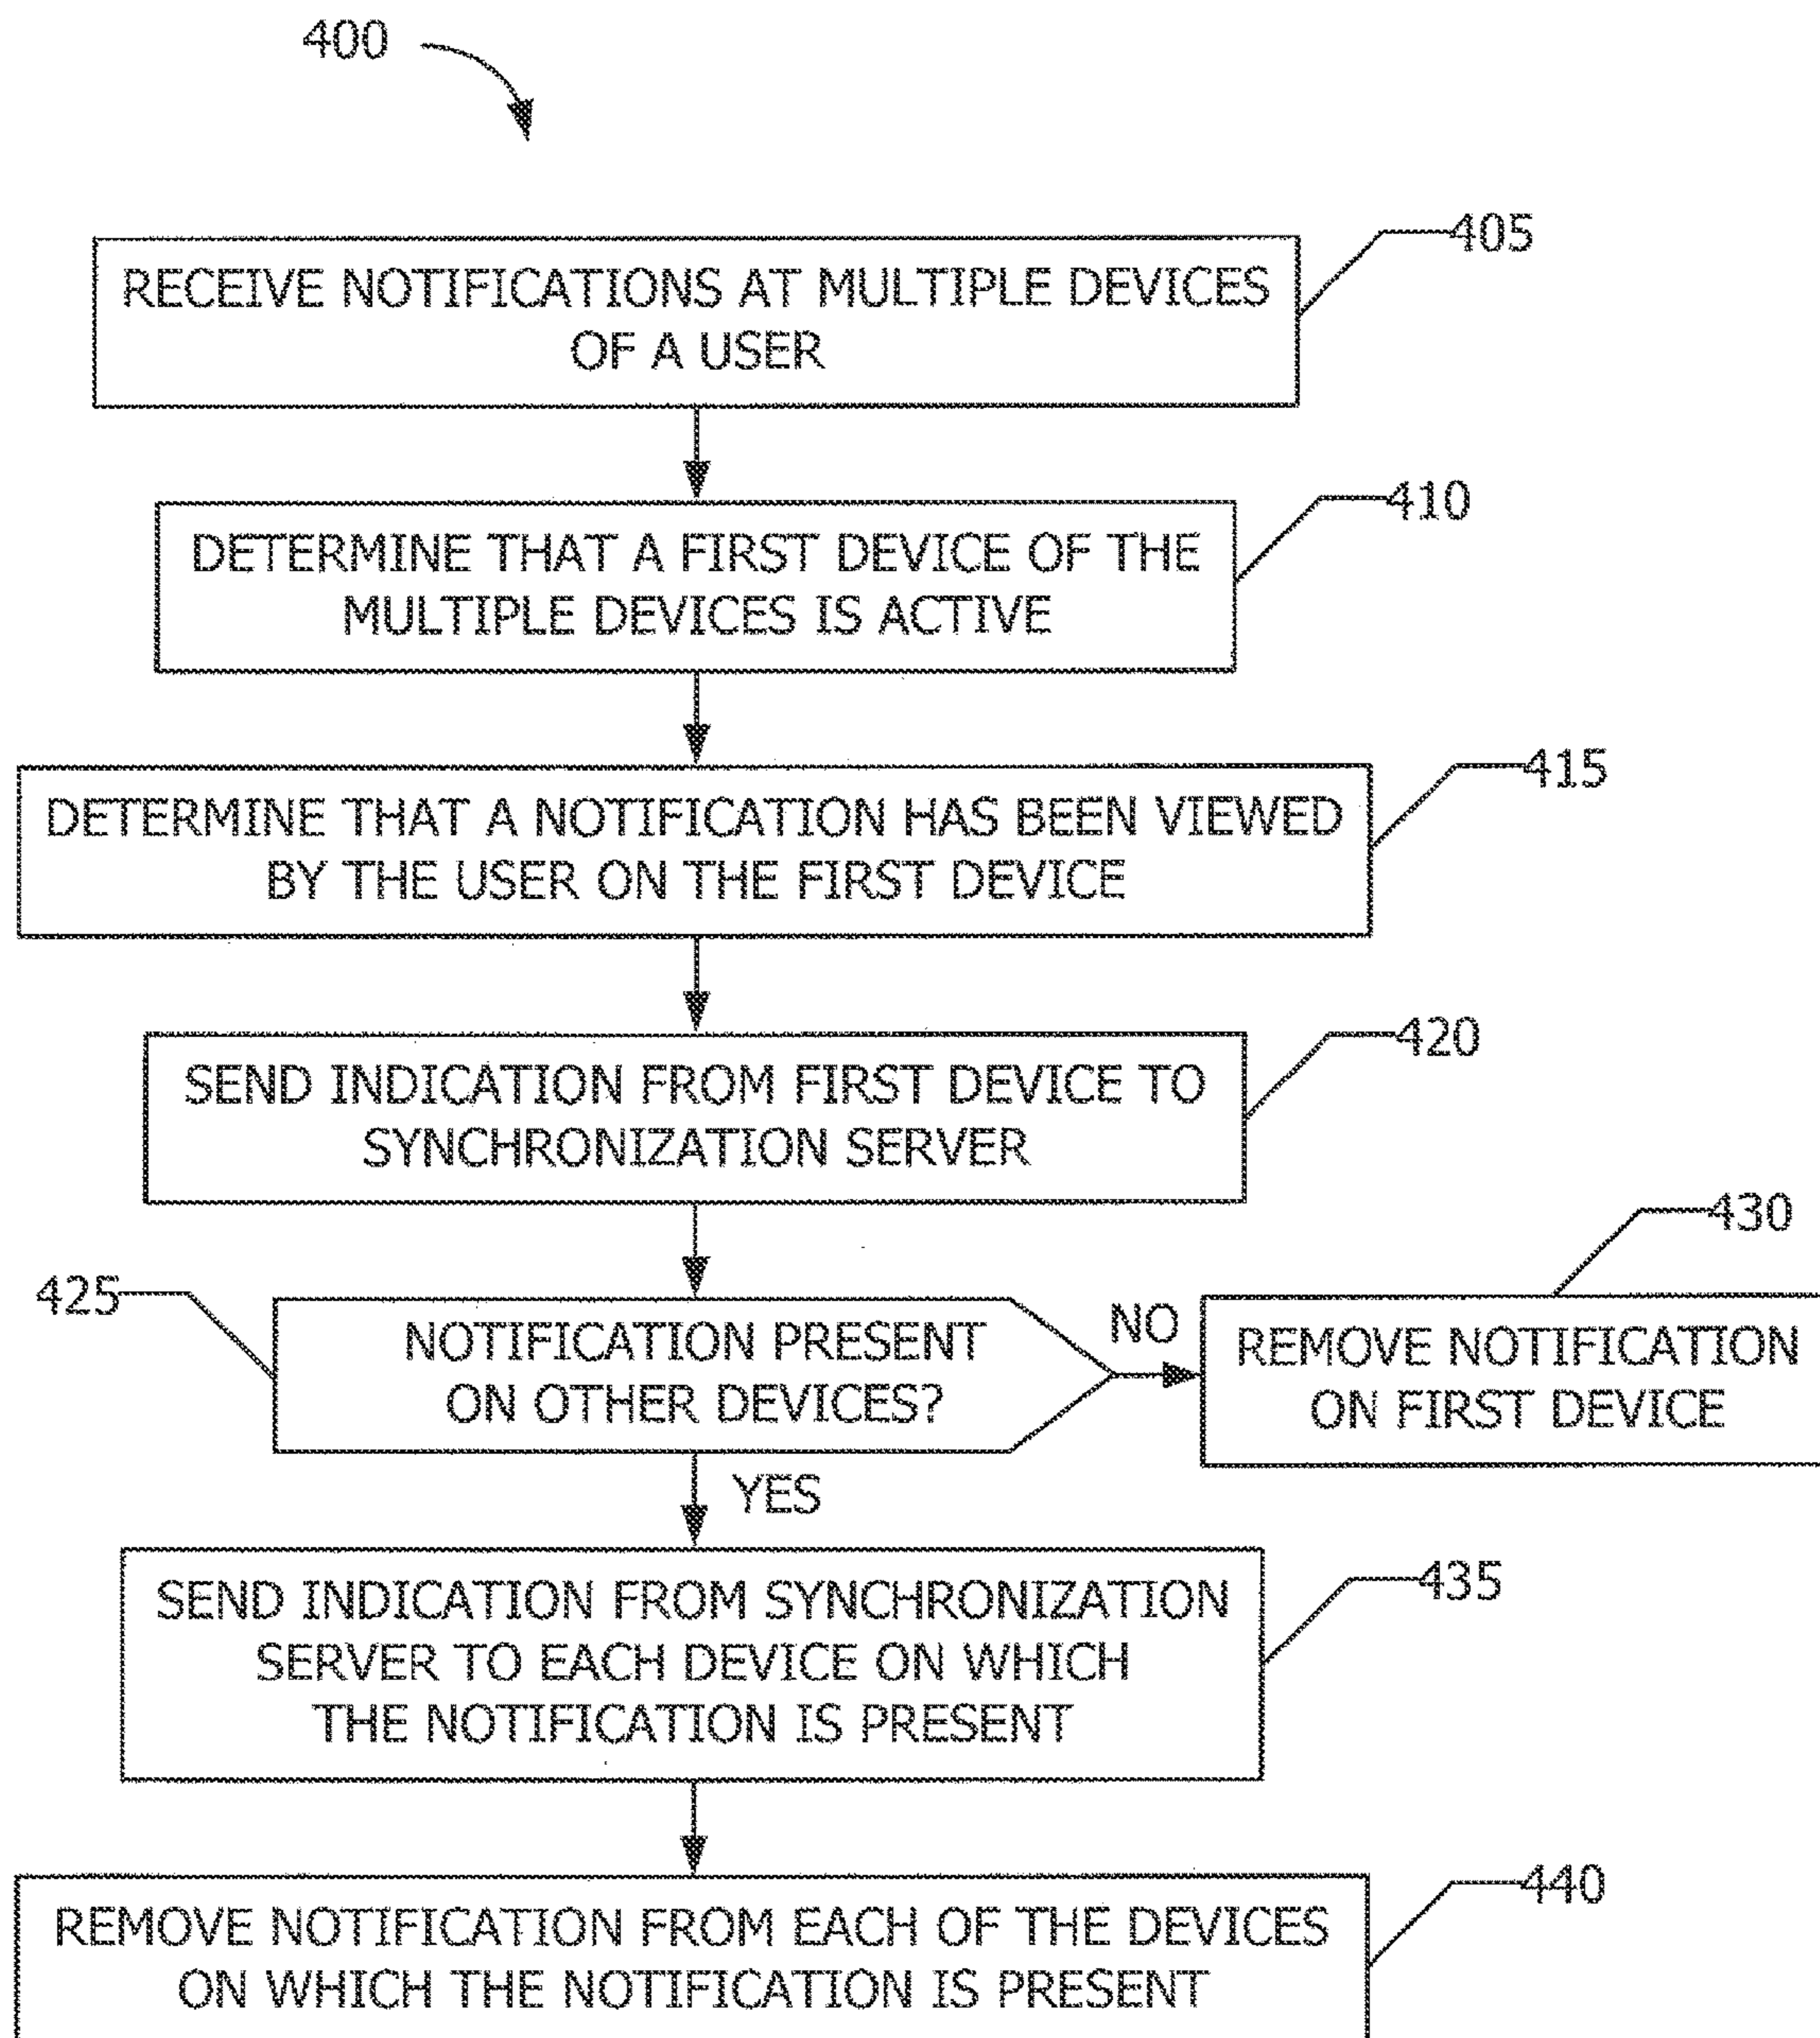 400
RECEIVE NOTIFICATIONS AT MULTIPLE DEVICES
OF A USER
405
DETERMINE THAT A FIRST DEVICE OF THE
MULTIPLE DEVICES IS ACTIVE
410
DETERMINE THAT A NOTIFICATION HAS BEEN VIEWED
BY THE USER ON THE FIRST DEVICE
415
SEND INDICATION FROM FIRST DEVICE TO
SYNCHRONIZATION SERVER
420
425
NOTIFICATION PRESENT
ON OTHER DEVICES?
NO
430
REMOVE NOTIFICATION
ON FIRST DEVICE
YES
SEND INDICATION FROM SYNCHRONIZATION
SERVER TO EACH DEVICE ON WHICH
THE NOTIFICATION IS PRESENT
435
REMOVE NOTIFICATION FROM EACH OF THE DEVICES
ON WHICH THE NOTIFICATION IS PRESENT
440